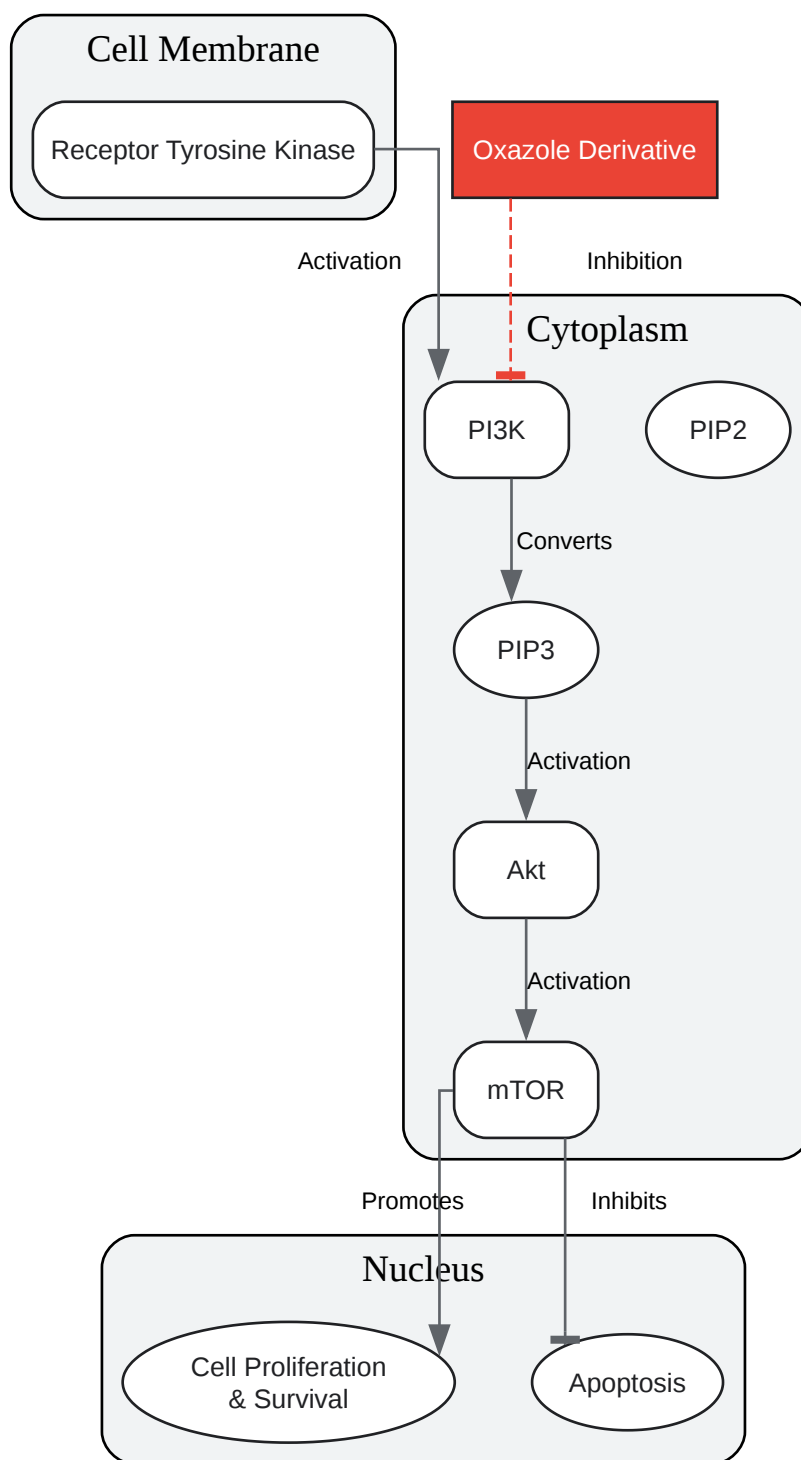 Cell Membrane
Receptor Tyrosine Kinase
Oxazole Derivative
Activation
Inhibition
Cytoplasm
PI3K
PIP2
Converts
PIP3
Activation
Akt
Activation
mTOR
Promotes
Inhibits
Nucleus
Cell Proliferation
& Survival
Apoptosis